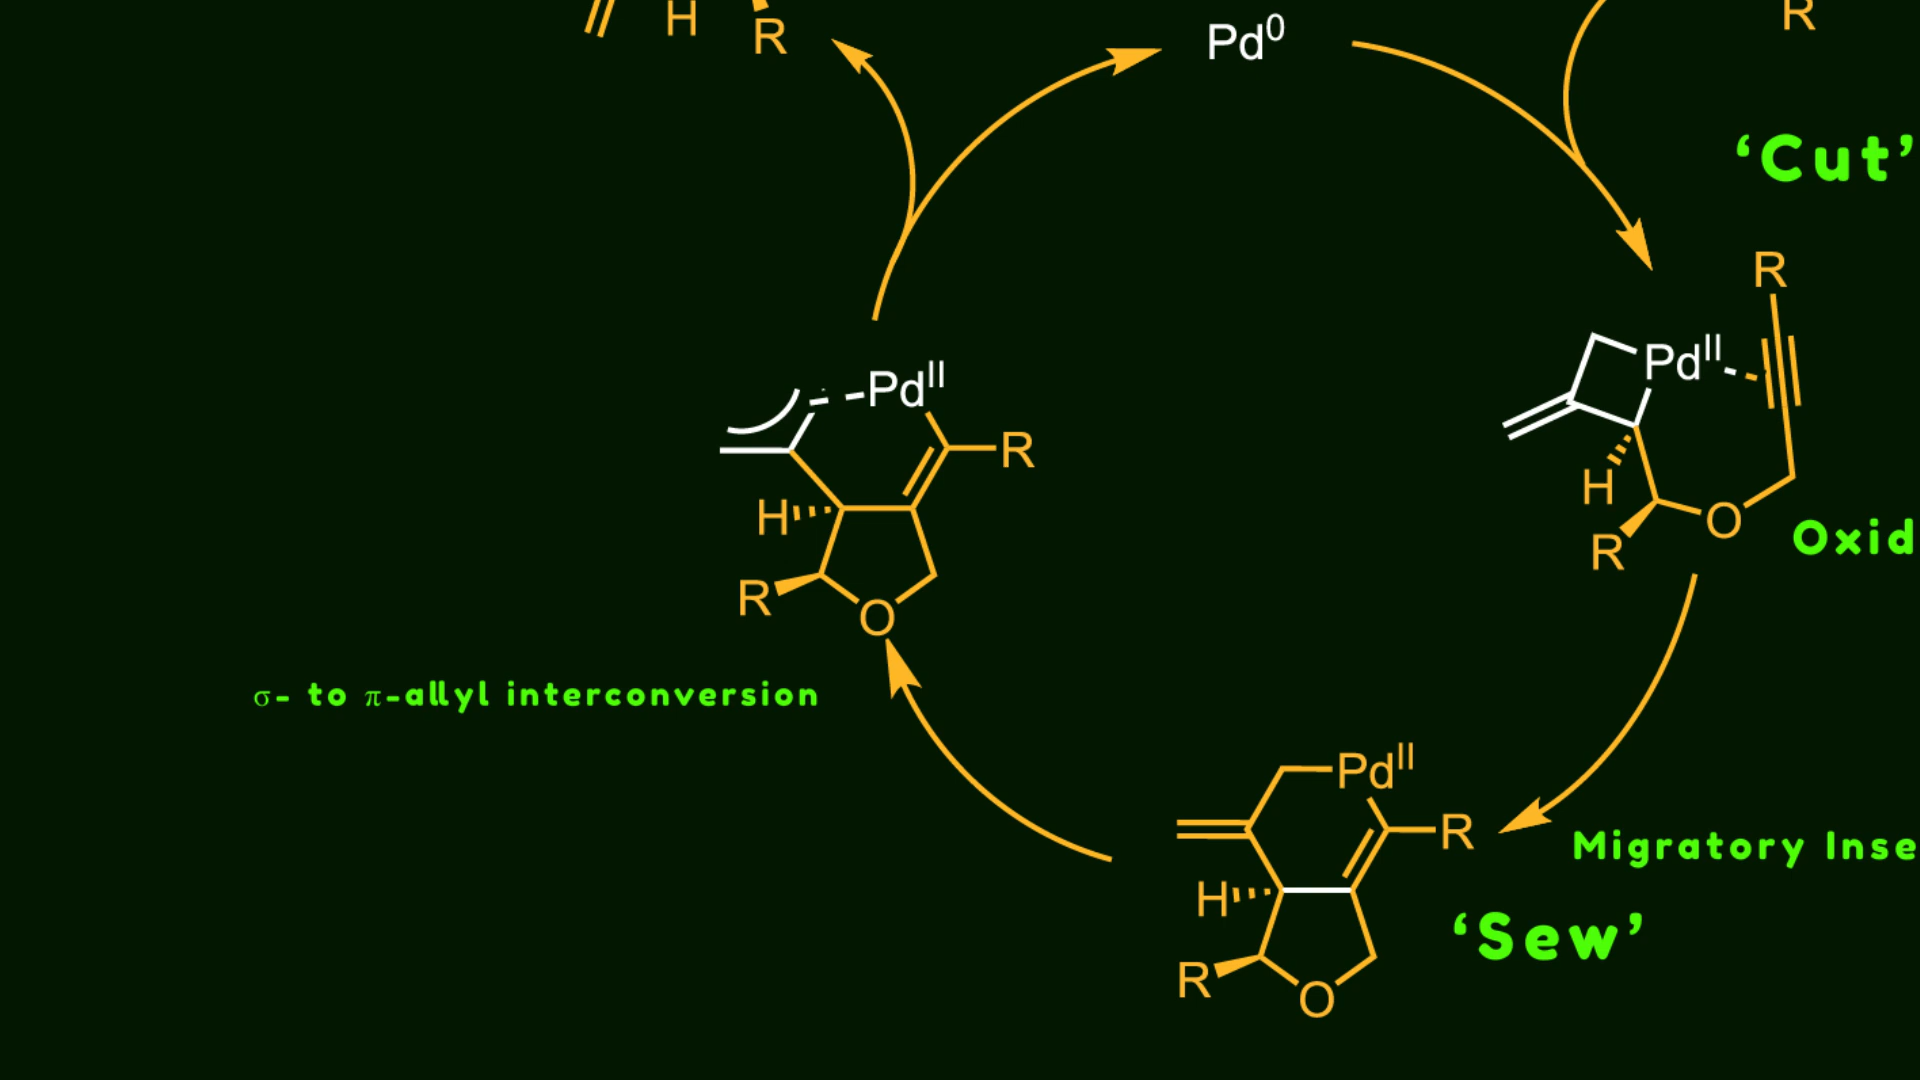 H
R
Pd⁰
R
‘Cut’
R
Pdᴵᴵ
Pdᴵᴵ
R
H
H
O
R
R
Oxid
O
σ- to π-allyl interconversion
Pdᴵᴵ
R
Migratory Inse
H
‘Sew’
R
O